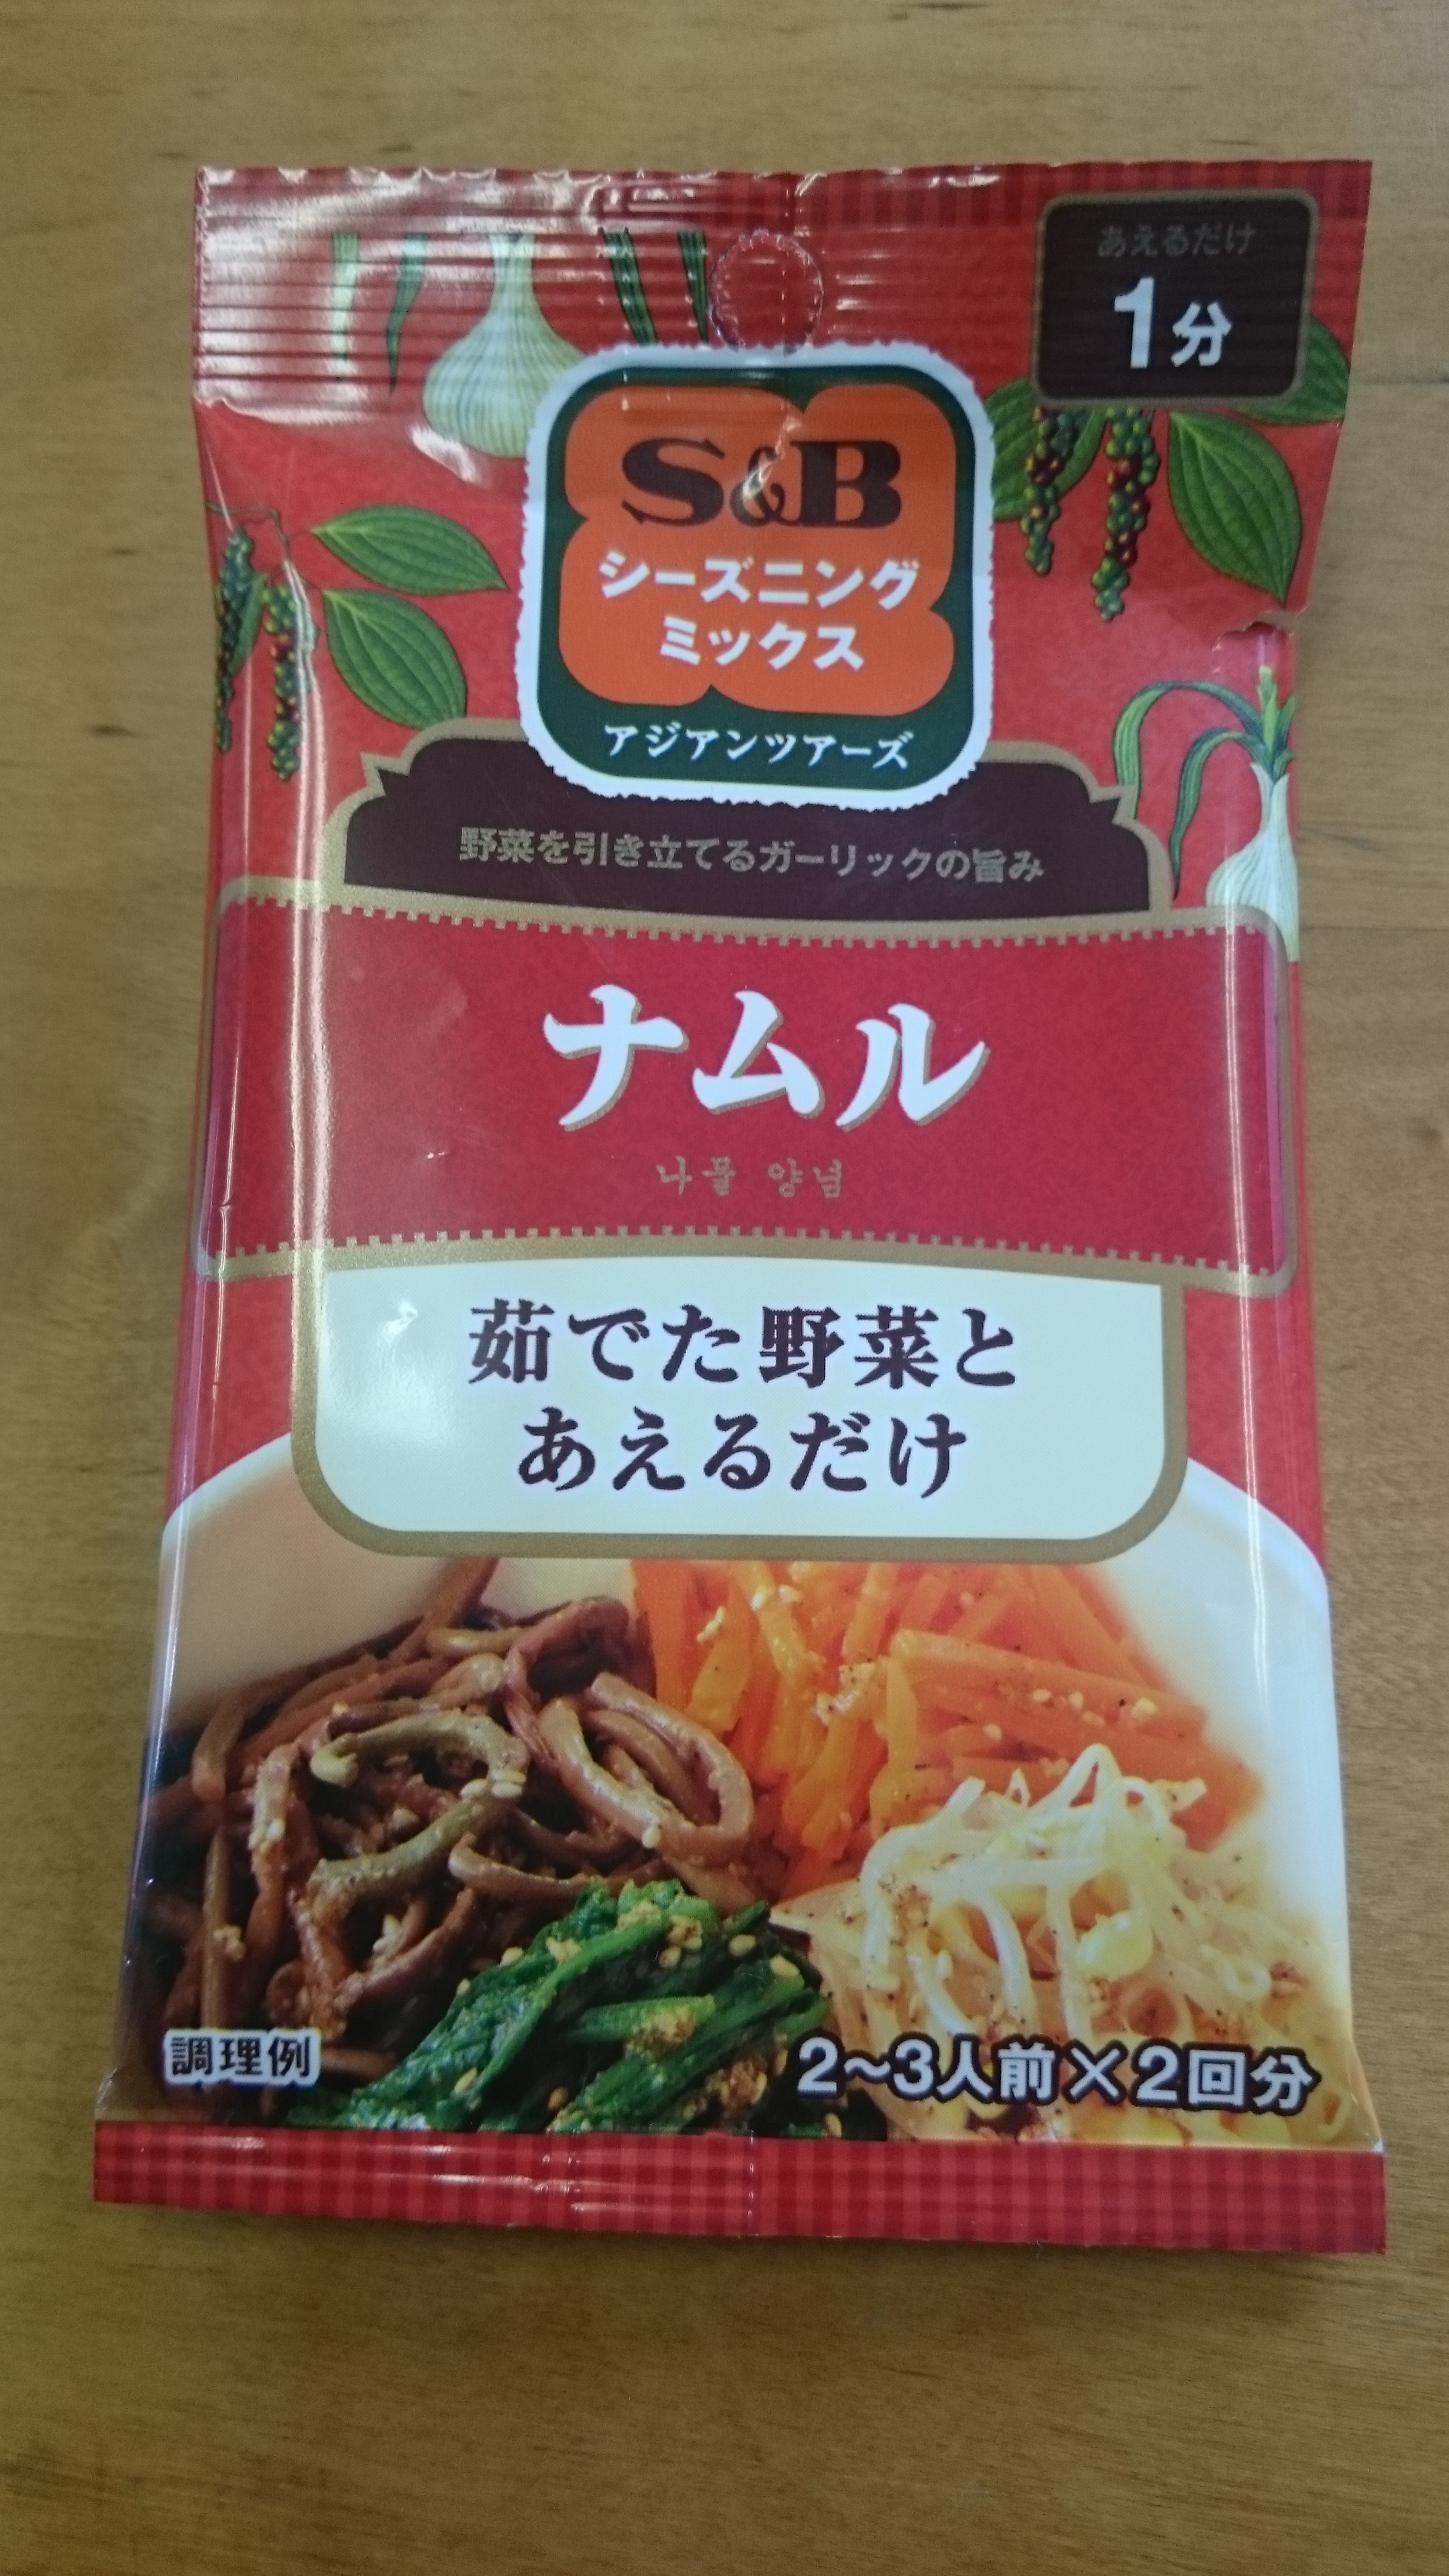 あえるだけ
1分
S&B
シーズニング
ミックス
アジアンツアーズ
野菜を引き立てるガーリックの旨み
ナムル
나물 양념
茹でた野菜と
あえるだけ
調理例
2~3人前×2回分